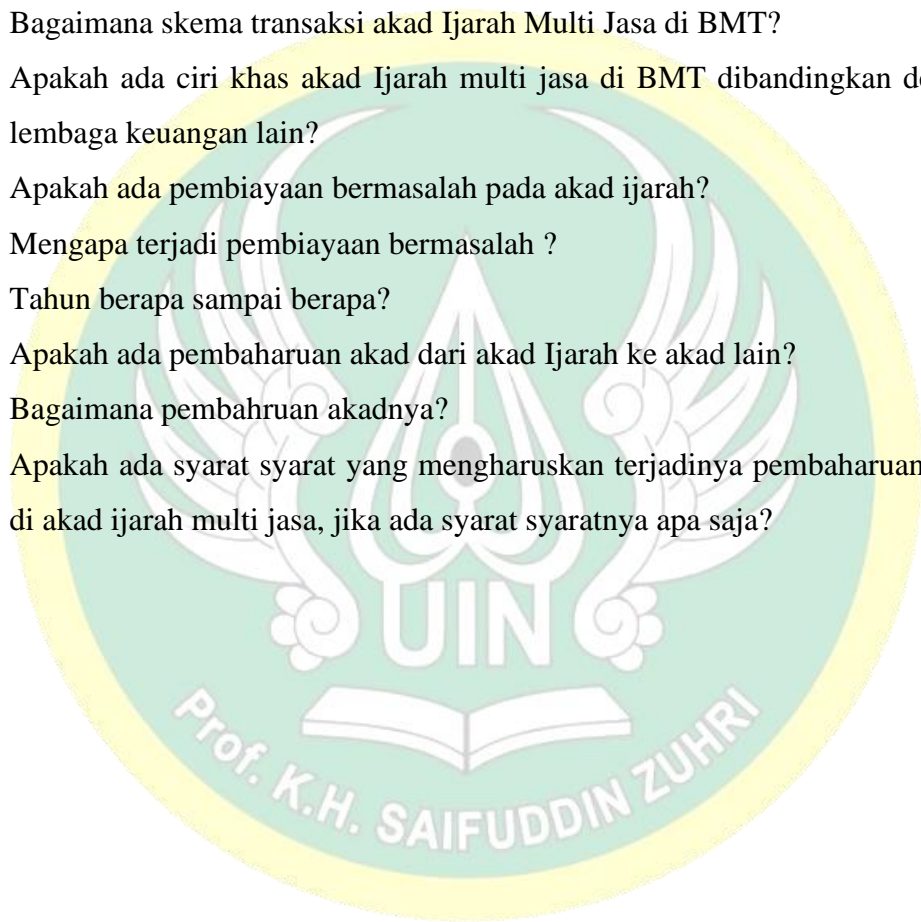 Bagaimana skema transaksi akad Ijarah Multi Jasa di BMT?
Apakah ada ciri khas akad Ijarah multi jasa di BMT dibandingkan
lembaga keuangan lain?
Apakah ada pembiayaan bermasalah pada akad ijarah?
Mengapa terjadi pembiayaan bermasalah ?
Tahun berapa sampai berapa?
Apakah ada pembaharuan akad dari akad Ijarah ke akad lain?
Bagaimana pembahruan akadnya?
Apakah ada syarat syarat yang mengharuskan terjadinya pembaharuan
di akad ijarah multi jasa, jika ada syarat syaratnya apa saja?
UIN
Prof. K.H. SAIFUDDIN ZUHRI